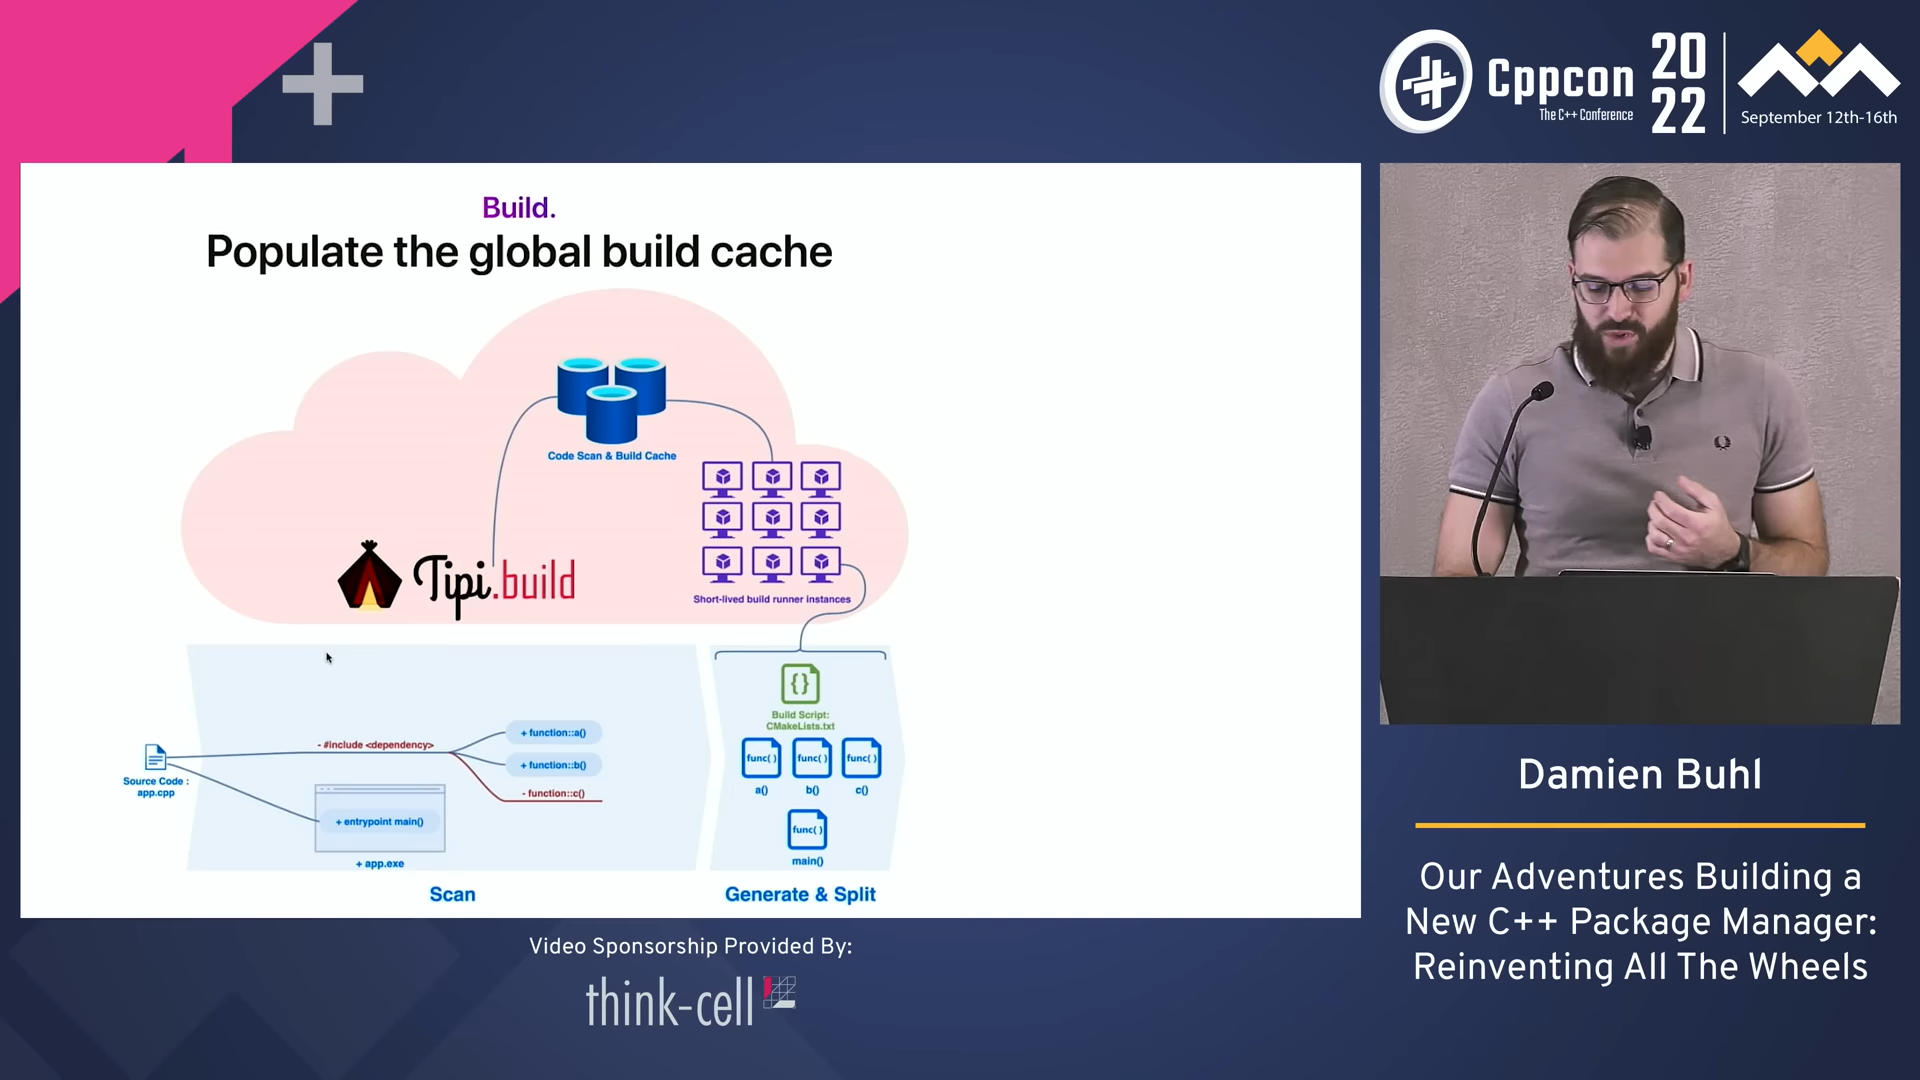 Cppcon
The C++ Conference
20
22
September 12th-16th
Build.
Populate the global build cache
Code Scan & Build Cache
Tipi.build
Short-lived build runner instances
{}
Build Script:
CMakeLists.txt
- #include <dependency>
+ function::a()
+ function::b()
- function::c()
Source Code :
app.cpp
+ entrypoint main()
+ app.exe
func( )
func( )
func( )
a()
b()
c()
func( )
main()
Scan
Generate & Split
Damien Buhl
Our Adventures Building a
New C++ Package Manager:
Reinventing All The Wheels
Video Sponsorship Provided By:
think-cell